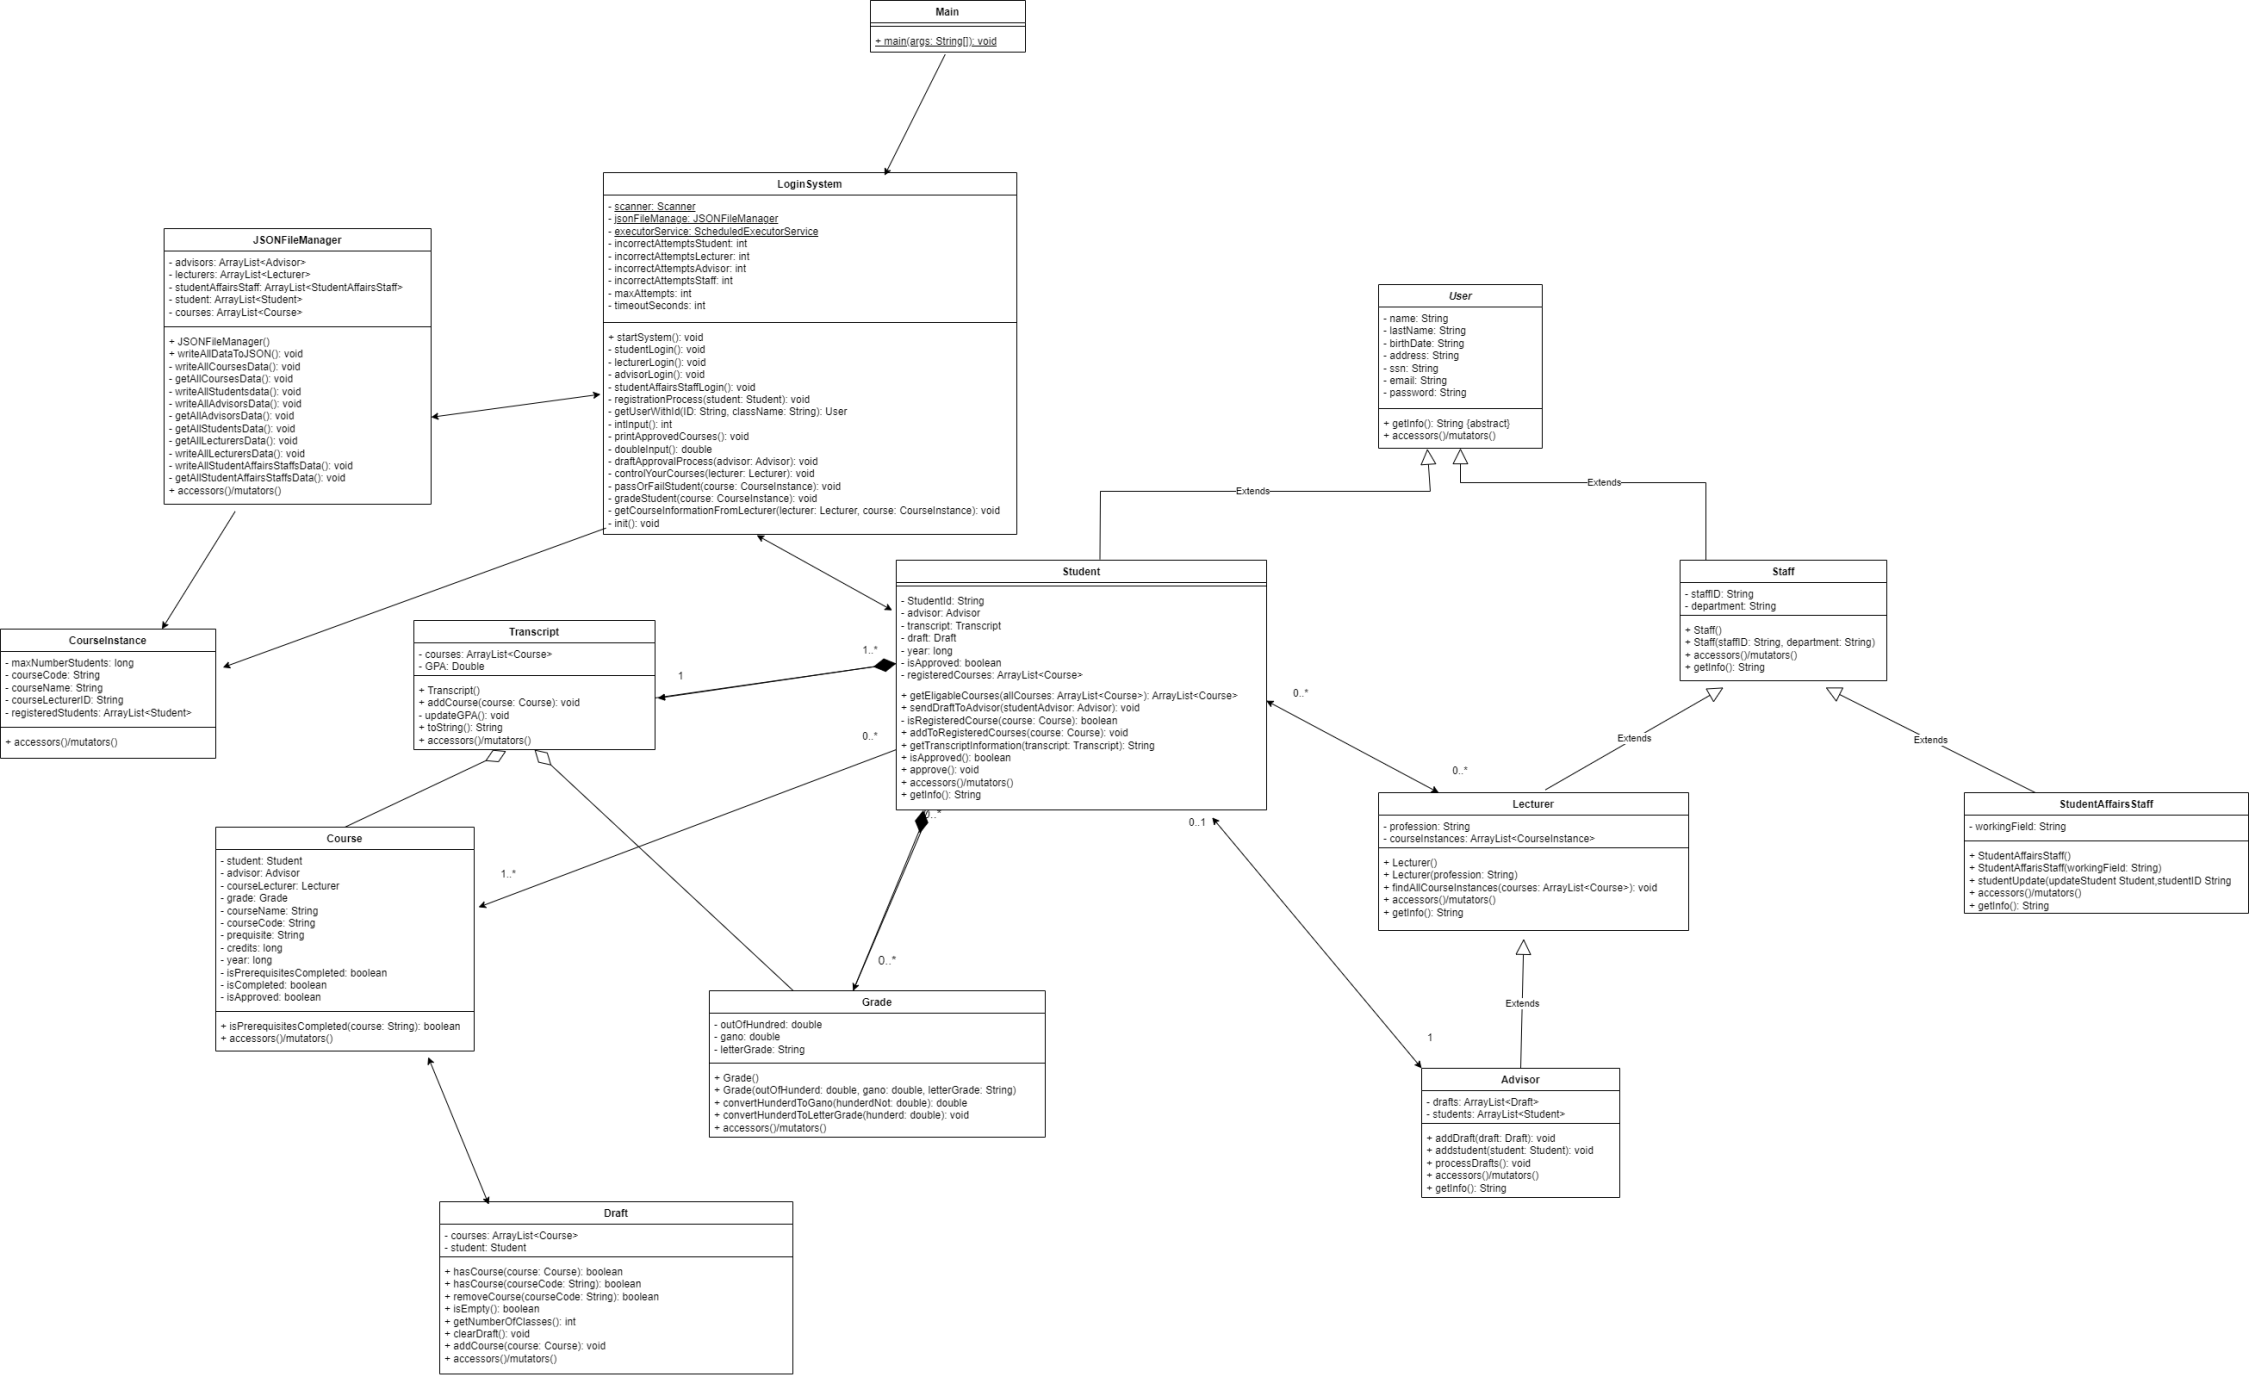 Main
+ main(args: String[]): void
LoginSystem
- scanner: Scanner
- jsonFileManage: JSONFileManager
- executorService: ScheduledExecutorService
- incorrectAttemptsStudent: int
- incorrectAttemptsLecturer: int
- incorrectAttemptsAdvisor: int
- incorrectAttemptsStaff: int
- maxAttempts: int
- timeoutSeconds: int
+ startSystem(): void
- studentLogin(): void
- lecturerLogin(): void
- advisorLogin(): void
- studentAffairsStaffLogin(): void
- registrationProcess(student: Student): void
- getUserWithId(ID: String, className: String): User
- intInput(): int
- printApprovedCourses(): void
- doubleInput(): double
- draftApprovalProcess(advisor: Advisor): void
- controlYourCourses(lecturer: Lecturer): void
- passOrFailStudent(course: CourseInstance): void
- gradeStudent(course: CourseInstance): void
- getCourseInformationFromLecturer(lecturer: Lecturer, course: CourseInstance): void
- init(): void
JSONFileManager
- advisors: ArrayList<Advisor>
- lecturers: ArrayList<Lecturer>
- studentAffairsStaff: ArrayList<StudentAffairsStaff>
- student: ArrayList<Student>
- courses: ArrayList<Course>
+ JSONFileManager()
+ writeAllDataToJSON(): void
- writeAllCoursesData(): void
- getAllCoursesData(): void
- writeAllStudentsdata(): void
- writeAllAdvisorsData(): void
- getAllAdvisorsData(): void
- getAllStudentsData(): void
- getAllLecturersData(): void
- writeAllLecturersData(): void
- writeAllStudentAffairsStaffsData(): void
- getAllStudentAffairsStaffsData(): void
+ accessors()/mutators()
User
- name: String
- lastName: String
- birthDate: String
- address: String
- ssn: String
- email: String
- password: String
+ getInfo(): String {abstract}
+ accessors()/mutators()
Extends
Extends
Student
- StudentId: String
- advisor: Advisor
- transcript: Transcript
- draft: Draft
- year: long
- isApproved: boolean
- registeredCourses: ArrayList<Course>
+ getEligableCourses(allCourses: ArrayList<Course>): ArrayList<Course>
+ sendDraftToAdvisor(studentAdvisor: Advisor): void
- isRegisteredCourse(course: Course): boolean
+ addToRegisteredCourses(course: Course): void
+ getTranscriptInformation(transcript: Transcript): String
+ isApproved(): boolean
+ approve(): void
+ accessors()/mutators()
+ getInfo(): String
Staff
- staffID: String
- department: String
+ Staff()
+ Staff(staffID: String, department: String)
+ accessors()/mutators()
+ getInfo(): String
CourseInstance
- maxNumberStudents: long
- courseCode: String
- courseName: String
- courseLecturerID: String
- registeredStudents: ArrayList<Student>
+ accessors()/mutators()
Transcript
- courses: ArrayList<Course>
- GPA: Double
+ Transcript()
+ addCourse(course: Course): void
- updateGPA(): void
+ toString(): String
+ accessors()/mutators()
1..*
1
0..*
1..*
0..*
0..*
0..*
0..*
0..1
1
Extends
Extends
Lecturer
- profession: String
- courseInstances: ArrayList<CourseInstance>
+ Lecturer()
+ Lecturer(profession: String)
+ findAllCourseInstances(courses: ArrayList<Course>): void
+ accessors()/mutators()
+ getInfo(): String
StudentAffairsStaff
- workingField: String
+ StudentAffairsStaff()
+ StudentAffarisStaff(workingField: String)
+ studentUpdate(updateStudent Student,studentID String
+ accessors()/mutators()
+ getInfo(): String
Course
- student: Student
- advisor: Advisor
- courseLecturer: Lecturer
- grade: Grade
- courseName: String
- courseCode: String
- prequisite: String
- credits: long
- year: long
- isPrerequisitesCompleted: boolean
- isCompleted: boolean
- isApproved: boolean
+ isPrerequisitesCompleted(course: String): boolean
+ accessors()/mutators()
Grade
- outOfHundred: double
- gano: double
- letterGrade: String
+ Grade()
+ Grade(outOfHunderd: double, gano: double, letterGrade: String)
+ convertHunderdToGano(hunderdNot: double): double
+ convertHunderdToLetterGrade(hunderd: double): void
+ accessors()/mutators()
Extends
Advisor
- drafts: ArrayList<Draft>
- students: ArrayList<Student>
+ addDraft(draft: Draft): void
+ addstudent(student: Student): void
+ processDrafts(): void
+ accessors()/mutators()
+ getInfo(): String
Draft
- courses: ArrayList<Course>
- student: Student
+ hasCourse(course: Course): boolean
+ hasCourse(courseCode: String): boolean
+ removeCourse(courseCode: String): boolean
+ isEmpty(): boolean
+ getNumberOfClasses(): int
+ clearDraft(): void
+ addCourse(course: Course): void
+ accessors()/mutators()